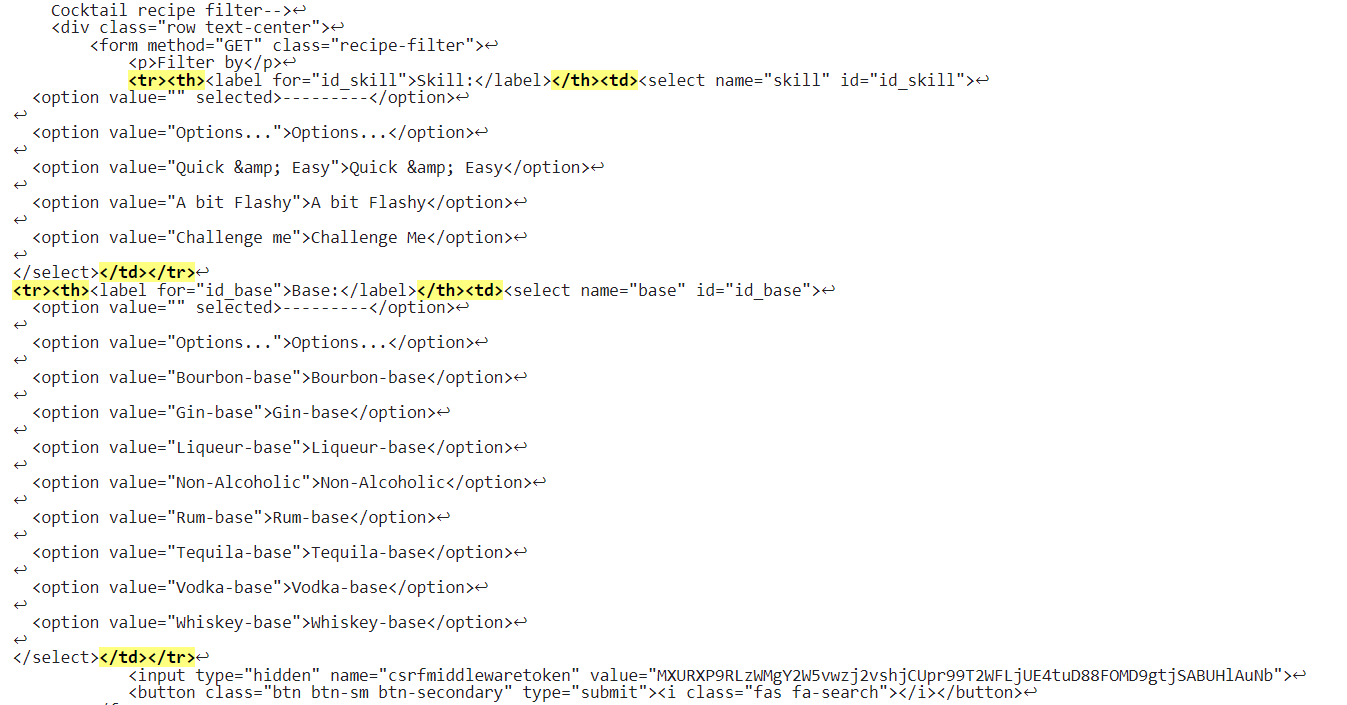 Cocktail recipe filter-->↩
<div class="row text-center">↩
<form method="GET" class="recipe-filter">↩
<p>Filter by</p>↩
<tr><th><label for="id_skill">Skill:</label></th><td><select name="skill" id="id_skill">↩
<option value="" selected>---------</option>↩
↩
<option value="Options...">Options...</option>↩
↩
<option value="Quick &amp; Easy">Quick &amp; Easy</option>↩
↩
<option value="A bit Flashy">A bit Flashy</option>↩
↩
<option value="Challenge me">Challenge Me</option>↩
↩
</select></td></tr>↩
<tr><th><label for="id_base">Base:</label></th><td><select name="base" id="id_base">↩
<option value="" selected>---------</option>↩
↩
<option value="Options...">Options...</option>↩
↩
<option value="Bourbon-base">Bourbon-base</option>↩
↩
<option value="Gin-base">Gin-base</option>↩
↩
<option value="Liqueur-base">Liqueur-base</option>↩
↩
<option value="Non-Alcoholic">Non-Alcoholic</option>↩
↩
<option value="Rum-base">Rum-base</option>↩
↩
<option value="Tequila-base">Tequila-base</option>↩
↩
<option value="Vodka-base">Vodka-base</option>↩
↩
<option value="Whiskey-base">Whiskey-base</option>↩
↩
</select></td></tr>↩
<input type="hidden" name="csrfmiddlewaretoken" value="MXURXP9RLzWMgY2W5vwzj2vshjCUpr99T2WFLjUE4tuD88FOMD9gtjSABUHlAuNb">↩
<button class="btn btn-sm btn-secondary" type="submit"><i class="fas fa-search"></i></button>↩